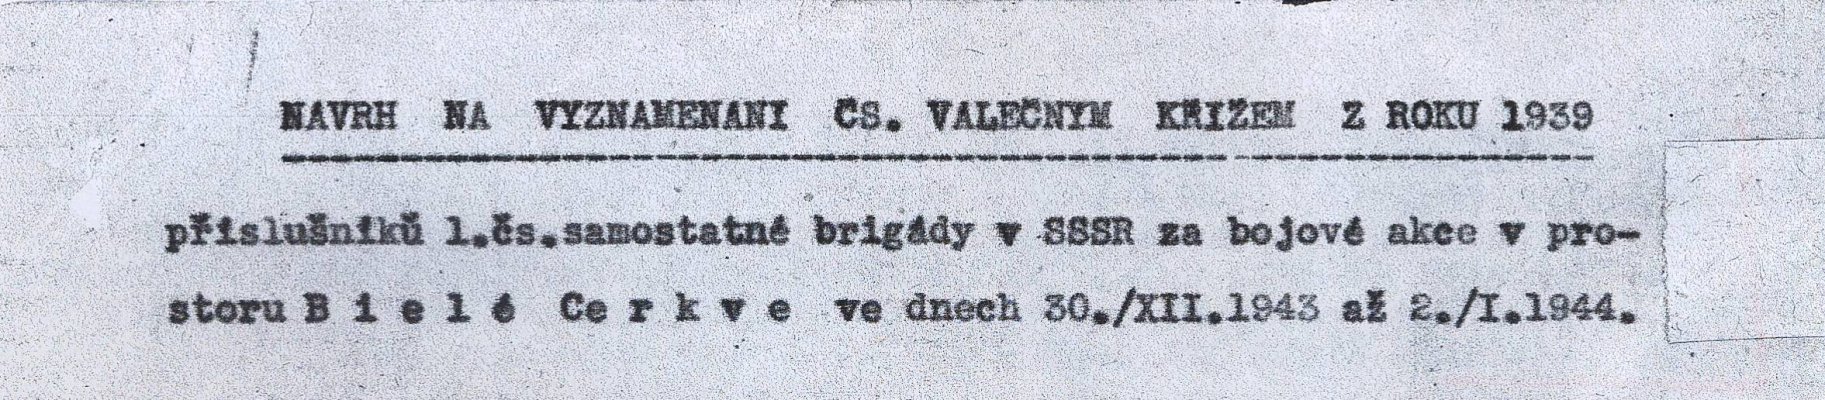 NAVRH NA VYZNAMENANI ČS. VALEČNYM KŘIŽEM Z ROKU 1939
přislušniků 1.čs.samostatné brigády v SSSR za bojové akce v pro-
storu B i e l é Ce r k v e ve dnech 30./XII.1943 až 2./I.1944.